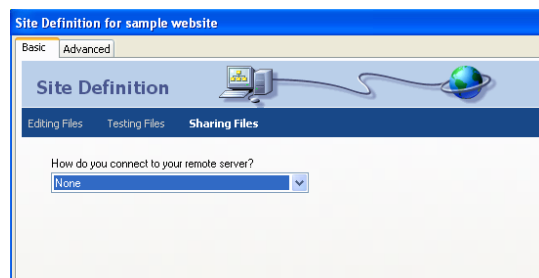 Site Definition for sample website
Basic Advanced
Site Definition
Editing Files Testing Files Sharing Files
How do you connect to your remote server?
None